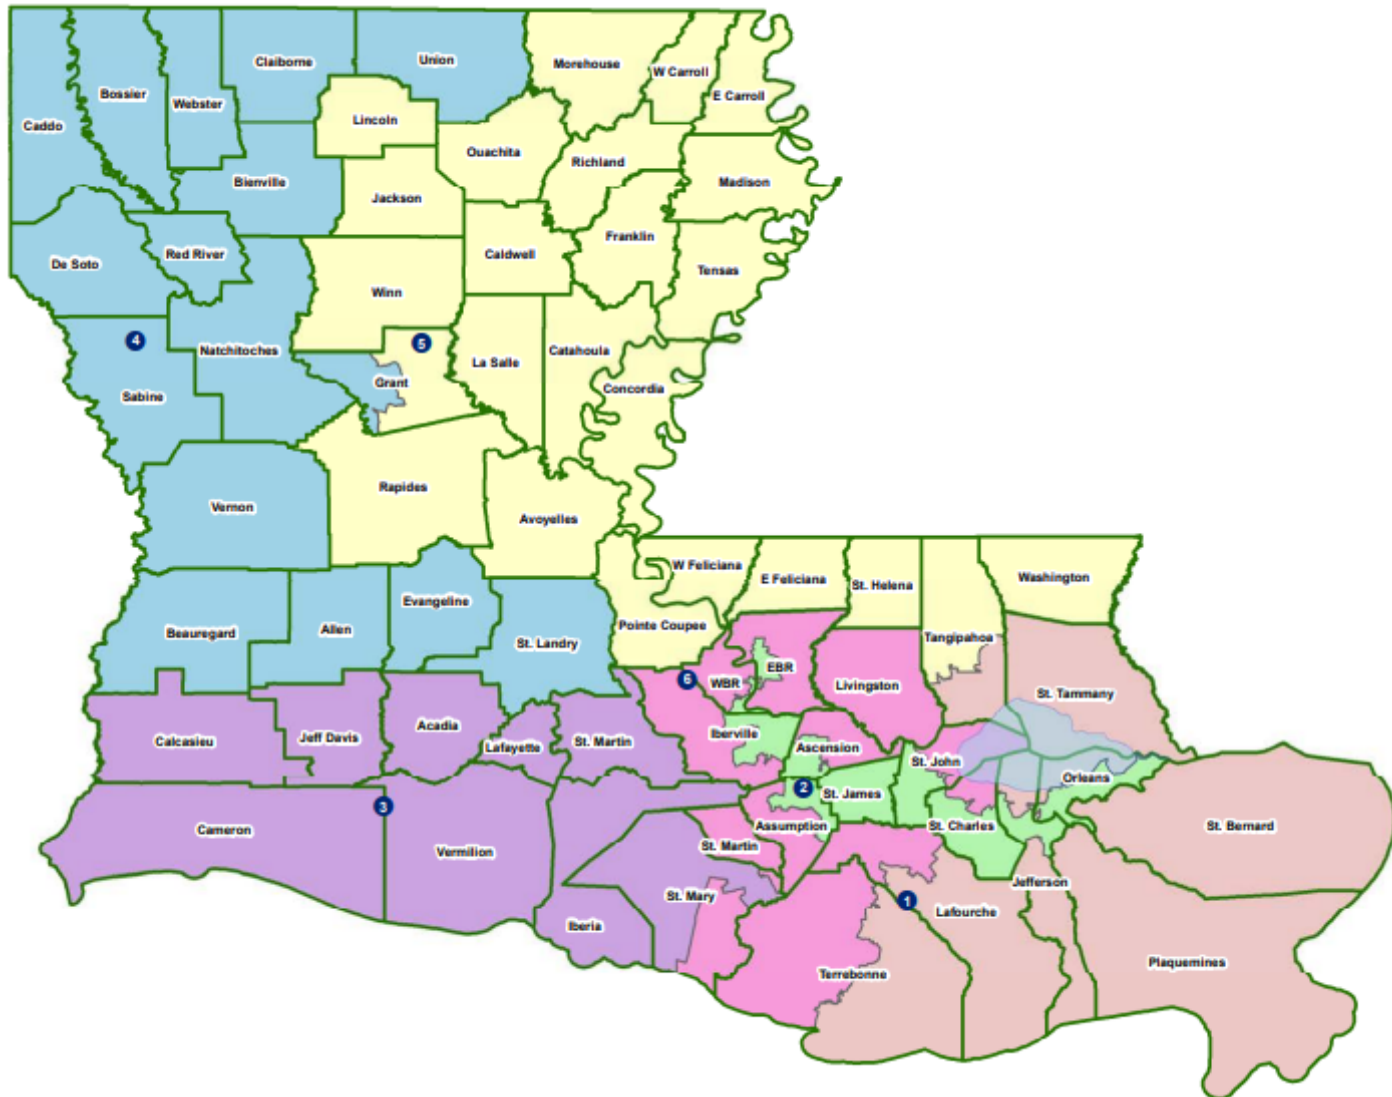 Claiborne
Union
Morehouse
W Carroll
E Carroll
Bossier
Webster
Caddo
Lincoln
Ouachita
Richland
Madison
Bienville
Jackson
Franklin
De Soto
Red River
Caldwell
Tensas
Winn
4
5
Natchitoches
La Salle
Catahoula
Grant
Concordia
Sabine
Rapides
Vernon
Avoyelles
W Feliciana
E Feliciana
St. Helena
Washington
Evangeline
Beauregard
Allen
St. Landry
Pointe Coupee
Tangipahoa
EBR
6
WBR
Livingston
St. Tammany
Acadia
Calcasieu
Jeff Davis
Lafayette
St. Martin
Iberville
Ascension
St. John
Orleans
2
St. James
3
Cameron
Assumption
St. Charles
St. Bernard
Vermilion
St. Martin
Jefferson
St. Mary
1
Lafourche
Iberia
Terrebonne
Plaquemines